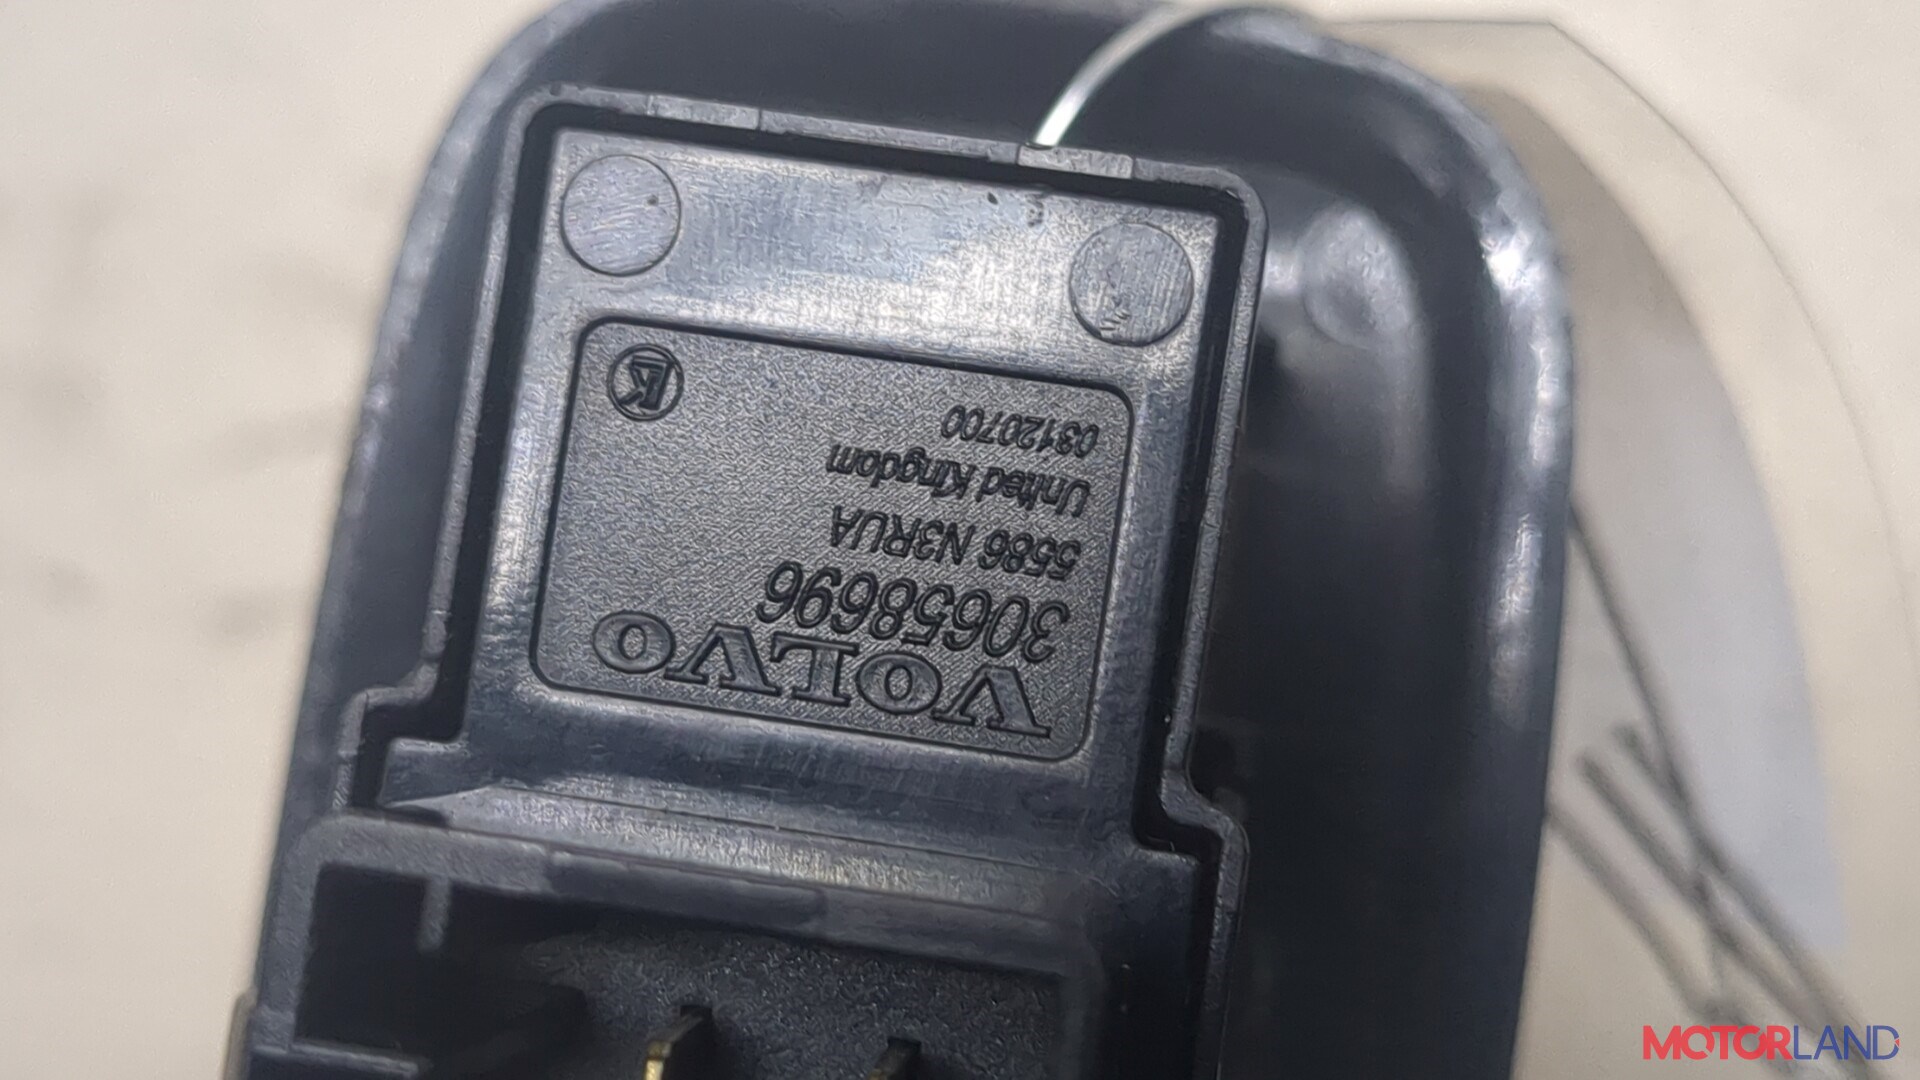 VOLVO
30658696
5586 N3RUA
United Kingdom
03120700
K
MOTORLAND